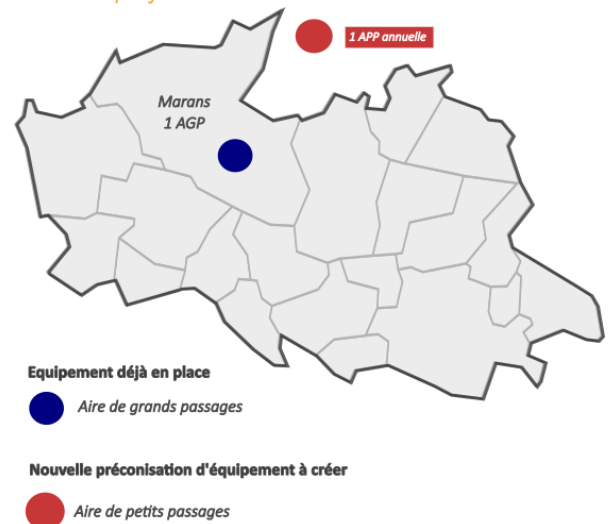 1 APP annuelle
Marans
1 AGP
Equipement déjà en place
Aire de grands passages
Nouvelle préconisation d'équipement à créer
Aire de petits passages